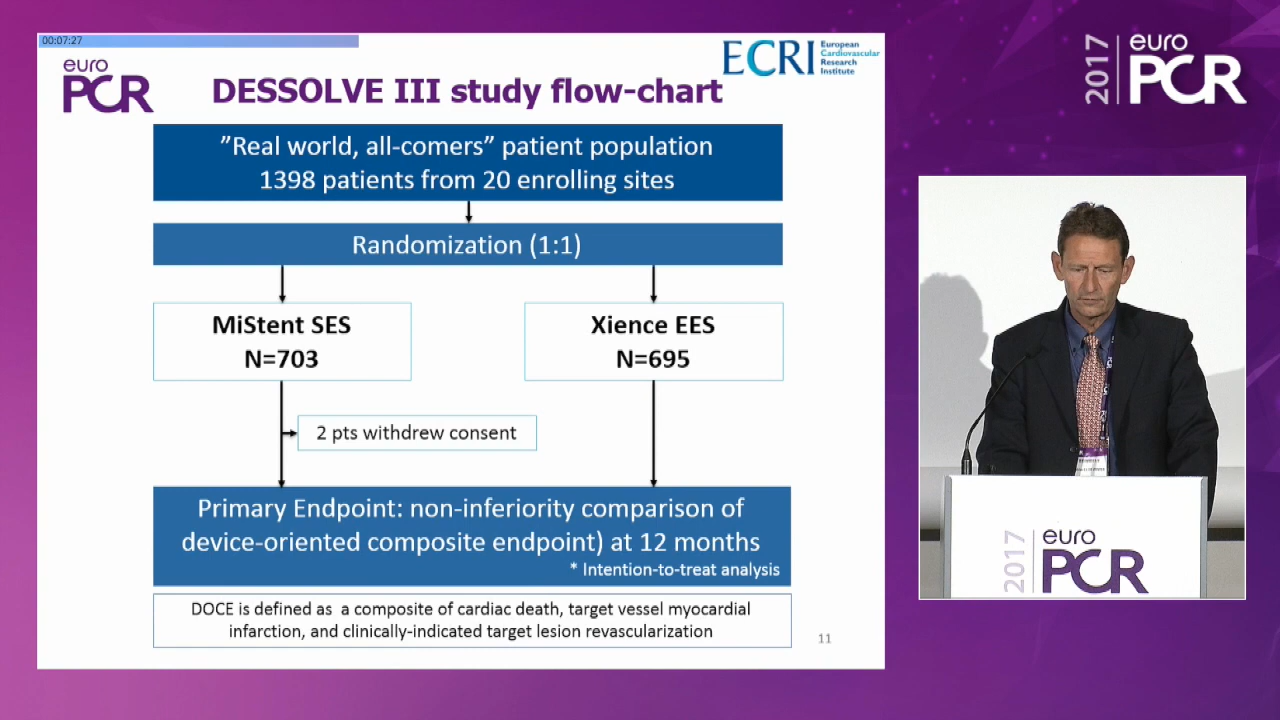 00:07:27
euro
PCR
ECRI
European
Cardiovascular
Research
Institute
DESSOLVE III study flow-chart
”Real world, all-comers” patient population
1398 patients from 20 enrolling sites
Randomization (1:1)
MiStent SES
N=703
Xience EES
N=695
2 pts withdrew consent
Primary Endpoint: non-inferiority comparison of
device-oriented composite endpoint) at 12 months
* Intention-to-treat analysis
DOCE is defined as a composite of cardiac death, target vessel myocardial
infarction, and clinically-indicated target lesion revascularization
11
2017
euro
PCR
2017
euro
PCR